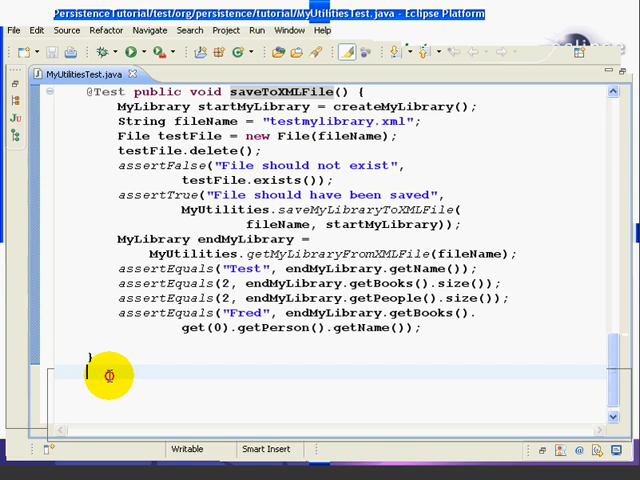 PersistenceTutorial/test/org/persistence/tutorial/MyUtilitiesTest.java - Eclipse Platform
File Edit Source Refactor Navigate Search Project Run Window Help
MyUtilitiesTest.java
@Test public void saveToXMLFile() {
MyLibrary startMyLibrary = createMyLibrary();
String fileName = "testmylibrary.xml";
File testFile = new File(fileName);
testFile.delete();
assertFalse("File should not exist",
testFile.exists());
assertTrue("File should have been saved",
MyUtilities.saveMyLibraryToXMLFile(
fileName, startMyLibrary));
MyLibrary endMyLibrary =
MyUtilities.getMyLibraryFromXMLFile(fileName);
assertEquals("Test", endMyLibrary.getName());
assertEquals(2, endMyLibrary.getBooks().size());
assertEquals(2, endMyLibrary.getPeople().size());
assertEquals("Fred", endMyLibrary.getBooks().
get(0).getPerson().getName());
}
Writable Smart Insert